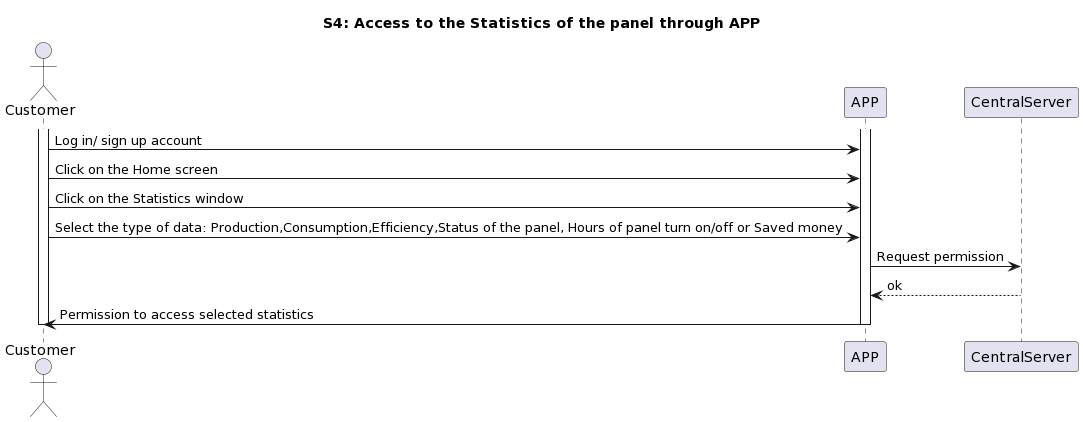 S4: Access to the Statistics of the panel through APP
Customer
APP
CentralServer
Log in/ sign up account
Click on the Home screen
Click on the Statistics window
Select the type of data: Production,Consumption,Efficiency,Status of the panel, Hours of panel turn on/off or Saved money
Request permission
ok
Permission to access selected statistics
Customer
APP
CentralServer